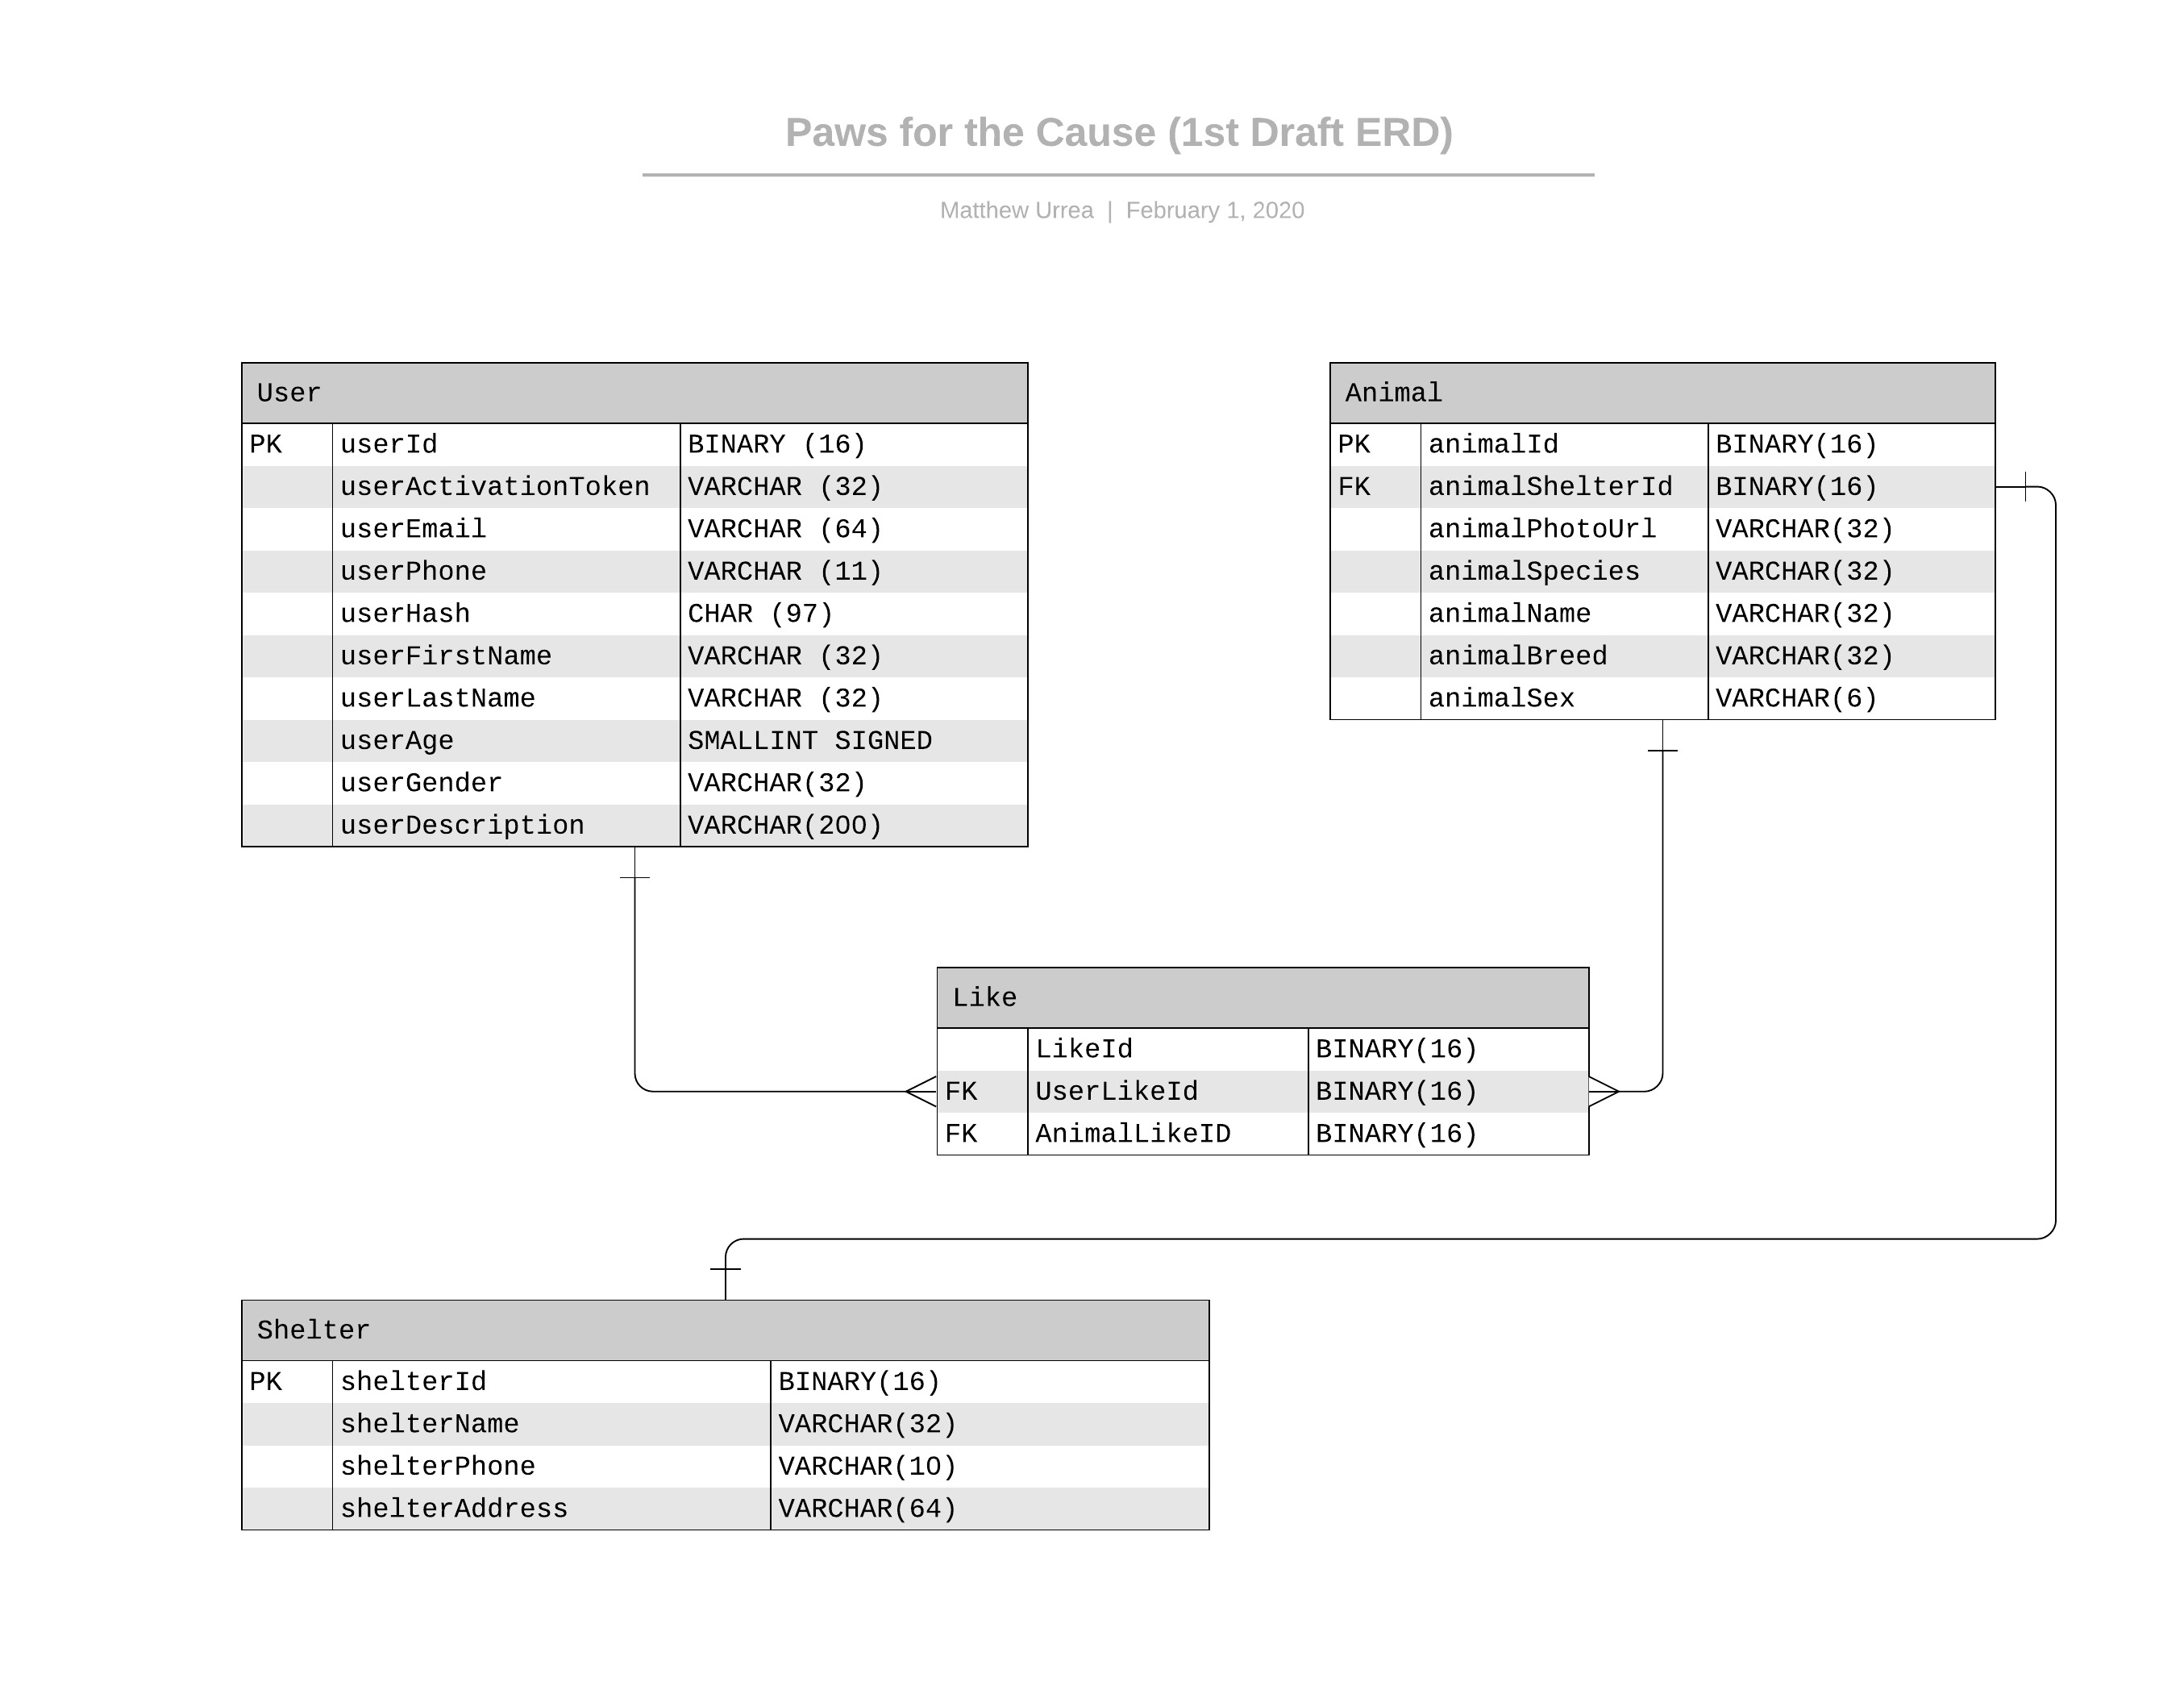 Paws for the Cause (1st Draft ERD)
Matthew Urrea | February 1, 2020
User
PK userId BINARY (16)
userActivationToken VARCHAR (32)
userEmail VARCHAR (64)
userPhone VARCHAR (11)
userHash CHAR (97)
userFirstName VARCHAR (32)
userLastName VARCHAR (32)
userAge SMALLINT SIGNED
userGender VARCHAR(32)
userDescription VARCHAR(200)
Animal
PK animalId BINARY(16)
FK animalShelterId BINARY(16)
animalPhotoUrl VARCHAR(32)
animalSpecies VARCHAR(32)
animalName VARCHAR(32)
animalBreed VARCHAR(32)
animalSex VARCHAR(6)
Like
LikeId BINARY(16)
FK UserLikeId BINARY(16)
FK AnimalLikeID BINARY(16)
Shelter
PK shelterId BINARY(16)
shelterName VARCHAR(32)
shelterPhone VARCHAR(10)
shelterAddress VARCHAR(64)